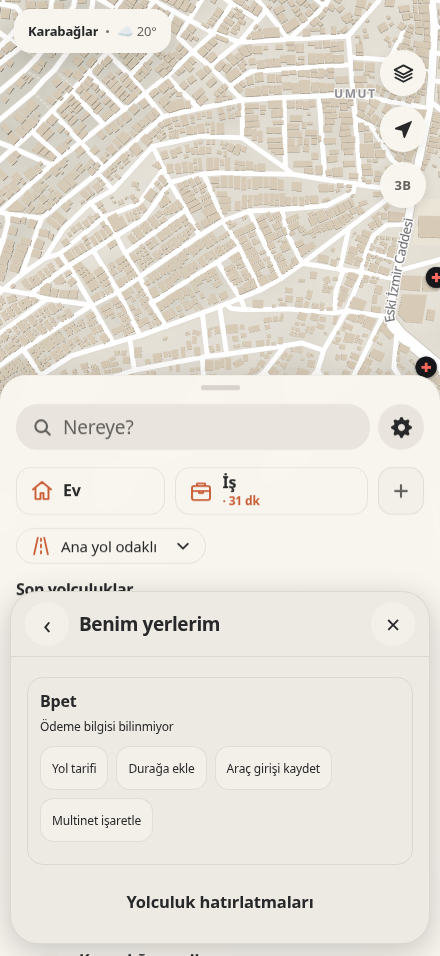 Karabağlar • ☁️ 20°
UMUT
3B
Eski İzmir Caddesi
Nereye?
Ev
İş
· 31 dk
Ana yol odaklı
Son yolculuklar
Benim yerlerim
Bpet
Ödeme bilgisi bilinmiyor
Yol tarifi
Durağa ekle
Araç girişi kaydet
Multinet işaretle
Yolculuk hatırlatmaları